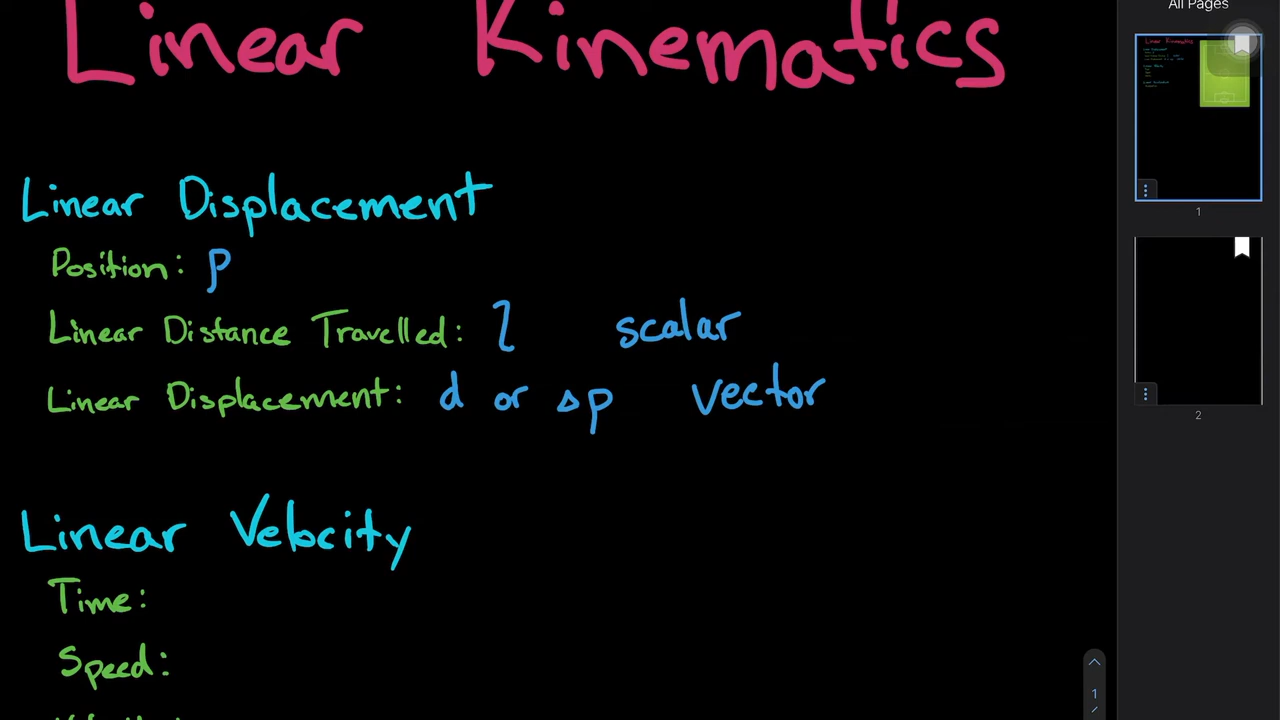 All Pages
Linear Kinematics
Linear Displacement
Position: p
Linear Distance Travelled: l scalar
Linear Displacement: d or Δp vector
Linear Velocity
Time:
Speed:
1
2
1